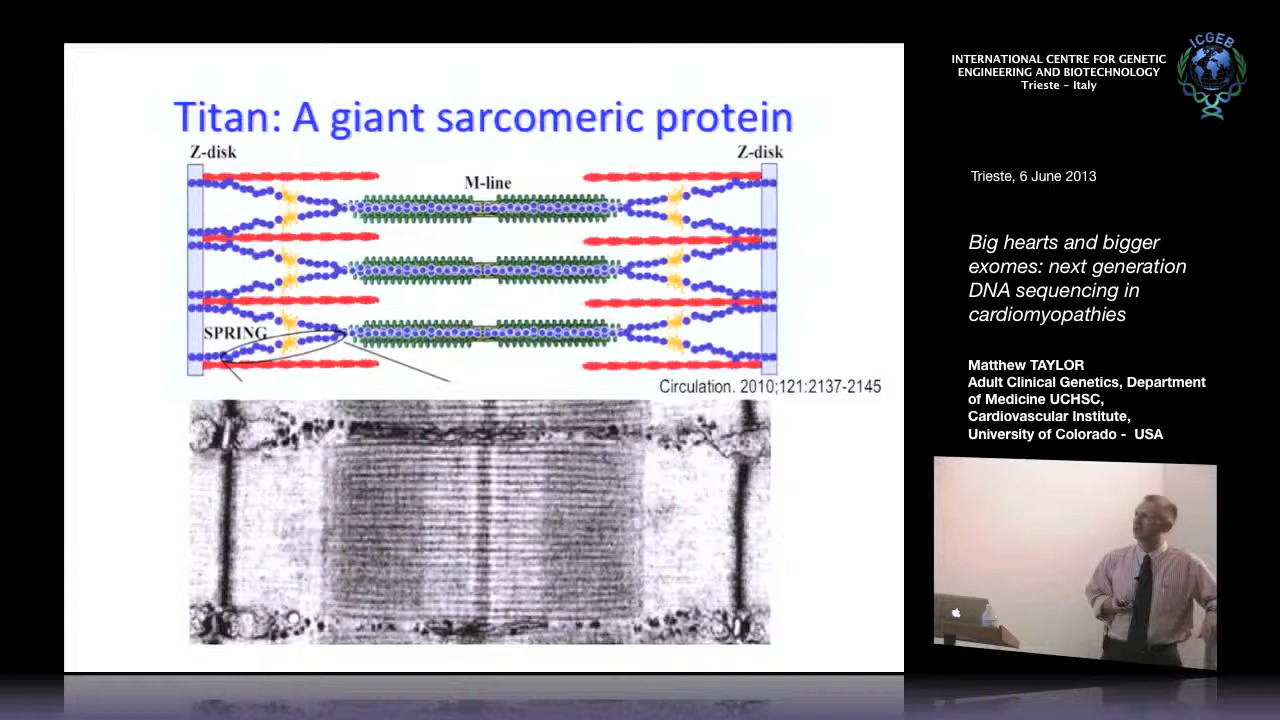 Titan: A giant sarcomeric protein
Z-disk
Z-disk
M-line
SPRING
Circulation. 2010;121:2137-2145
ICGEB
INTERNATIONAL CENTRE FOR GENETIC
ENGINEERING AND BIOTECHNOLOGY
Trieste - Italy
Trieste, 6 June 2013
Big hearts and bigger
exomes: next generation
DNA sequencing in
cardiomyopathies
Matthew TAYLOR
Adult Clinical Genetics, Department
of Medicine UCHSC,
Cardiovascular Institute,
University of Colorado - USA